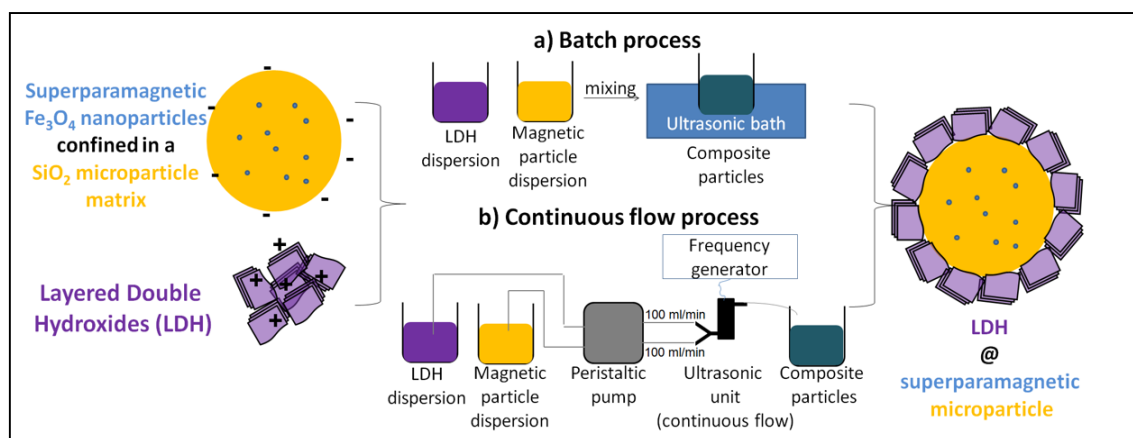 Superparamagnetic
Fe₃O₄ nanoparticles
confined in a
SiO₂ microparticle
matrix
-
-
-
-
-
-
-
-
Layered Double
Hydroxides (LDH)
+
+
+
+
+
+
a) Batch process
mixing
LDH
dispersion
Magnetic
particle
dispersion
Ultrasonic bath
Composite
particles
b) Continuous flow process
Frequency
generator
100 ml/min
100 ml/min
LDH
dispersion
Magnetic
particle
dispersion
Peristaltic
pump
Ultrasonic
unit
(continuous flow)
Composite
particles
LDH
@
superparamagnetic
microparticle